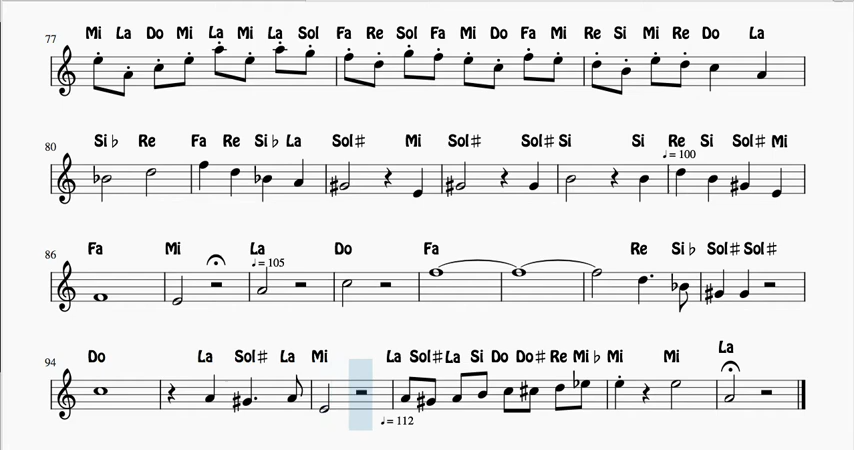 Mi La Do Mi La Mi La Sol Fa Re Sol Fa Mi Do Fa Mi Re Si Mi Re Do La
77
Si♭ Re Fa Re Si♭ La Sol♯ Mi Sol♯ Sol♯ Si Si Re Si Sol♯ Mi
80
♩ = 100
Fa Mi La Do Fa Re Si♭ Sol♯ Sol♯
86
♩ = 105
Do La Sol♯ La Mi La Sol♯ La Si Do Do♯ Re Mi♭ Mi Mi La
94
♩ = 112